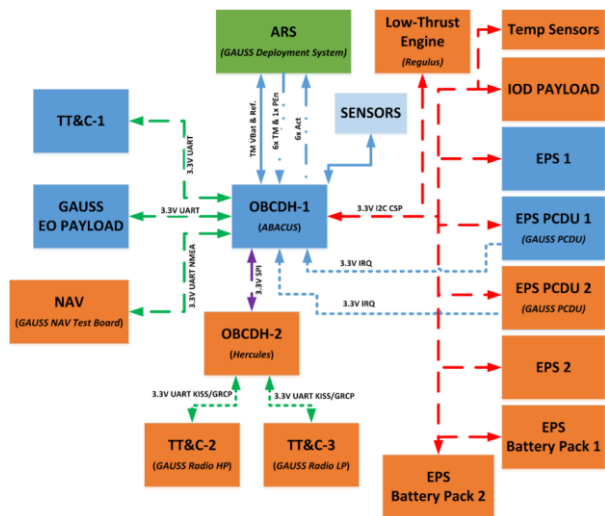 ARS
(GAUSS Deployment System)
Low-Thrust
Engine
(Regulus)
Temp Sensors
IOD PAYLOAD
TT&C-1
SENSORS
EPS 1
TM VBat & Ref.
6x TM & 1x PEn
6x Act
3.3V UART
GAUSS
EO PAYLOAD
3.3V UART
OBCDH-1
(ABACUS)
3.3V I2C CSP
EPS PCDU 1
(GAUSS PCDU)
3.3V IRQ
3.3V UART NMEA
3.3V SPI
3.3V IRQ
NAV
(GAUSS NAV Test Board)
EPS PCDU 2
(GAUSS PCDU)
OBCDH-2
(Hercules)
EPS 2
3.3V UART KISS/GRCP
3.3V UART KISS/GRCP
TT&C-2
(GAUSS Radio HP)
TT&C-3
(GAUSS Radio LP)
EPS
Battery Pack 1
EPS
Battery Pack 2